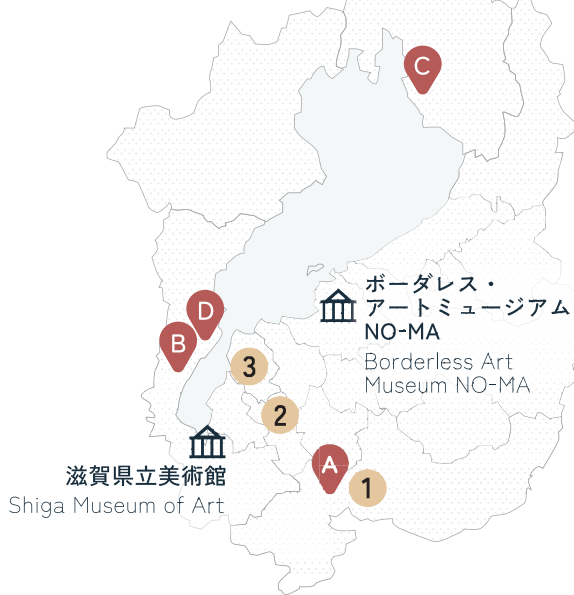 C
ボーダレス・
アートミュージアム
NO-MA
Borderless Art
Museum NO-MA
D
B
3
2
滋賀県立美術館
Shiga Museum of Art
A
1